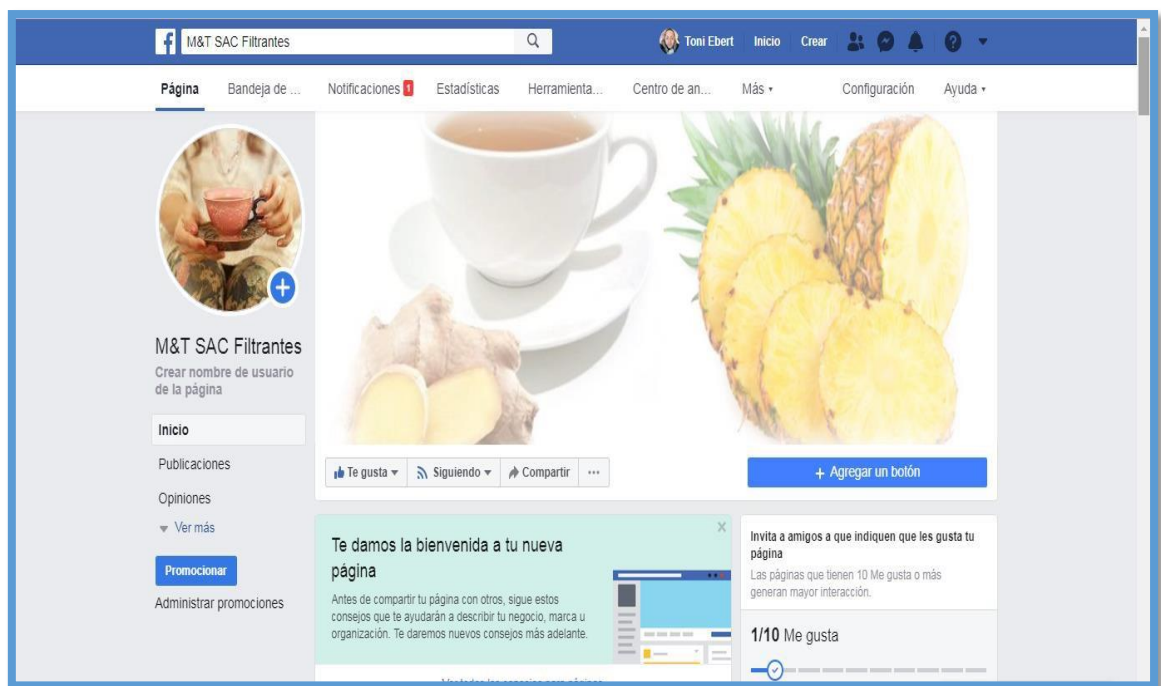 M&T SAC Filtrantes
Toni Ebert Inicio Crear
Página Bandeja de ... Notificaciones 1 Estadísticas Herramienta... Centro de an... Más Configuración Ayuda
M&T SAC Filtrantes
Crear nombre de usuario
de la página
Inicio
Publicaciones
Opiniones
Ver más
Promocionar
Administrar promociones
Te gusta Siguiendo Compartir ...
+ Agregar un botón
Te damos la bienvenida a tu nueva
página
Antes de compartir tu página con otros, sigue estos
consejos que te ayudarán a describir tu negocio, marca u
organización. Te daremos nuevos consejos más adelante.
Invita a amigos a que indiquen que les gusta tu
página
Las páginas que tienen 10 Me gusta o más
generan mayor interacción.
1/10 Me gusta